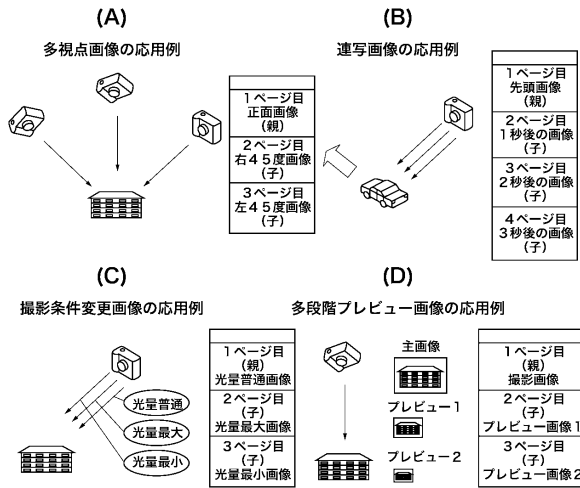 (A)
多視点画像の応用例
1ページ目
正面画像
(親)
2ページ目
右45度画像
(子)
3ページ目
左45度画像
(子)
(B)
連写画像の応用例
1ページ目
先頭画像
(親)
2ページ目
1秒後の画像
(子)
3ページ目
2秒後の画像
(子)
4ページ目
3秒後の画像
(子)
(C)
撮影条件変更画像の応用例
光量普通
光量最大
光量最小
1ページ目
(親)
光量普通画像
2ページ目
(子)
光量最大画像
3ページ目
(子)
光量最小画像
(D)
多段階プレビュー画像の応用例
主画像
プレビュー1
プレビュー2
1ページ目
(親)
撮影画像
2ページ目
(子)
プレビュー画像1
3ページ目
(子)
プレビュー画像2